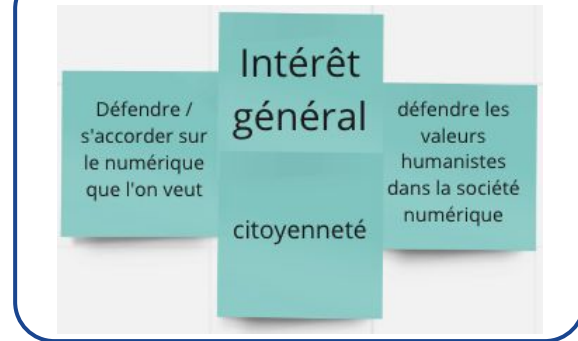 Défendre /
s'accorder sur
le numérique
que l'on veut
Intérêt
général
citoyenneté
défendre les
valeurs
humanistes
dans la société
numérique